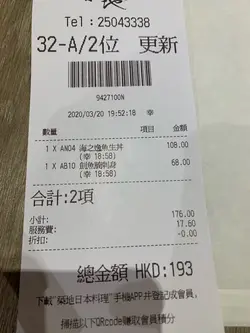 Tel: 25043338
32-A/2位 更新
9427100N
2020/03/20 19:52:18 幸
數量 項目 金額
1 X AN04 海之逸魚生丼 108.00
(幸 18:58)
1 X AB10 劍魚腩刺身 68.00
(幸 18:58)
合計:2項
小計: 176.00
服務費: 17.60
折扣: -0.00
總金額 HKD:193
下載"築地日本料理"手機APP并登記成會員,
掃描以下QRcode賺取會員積分